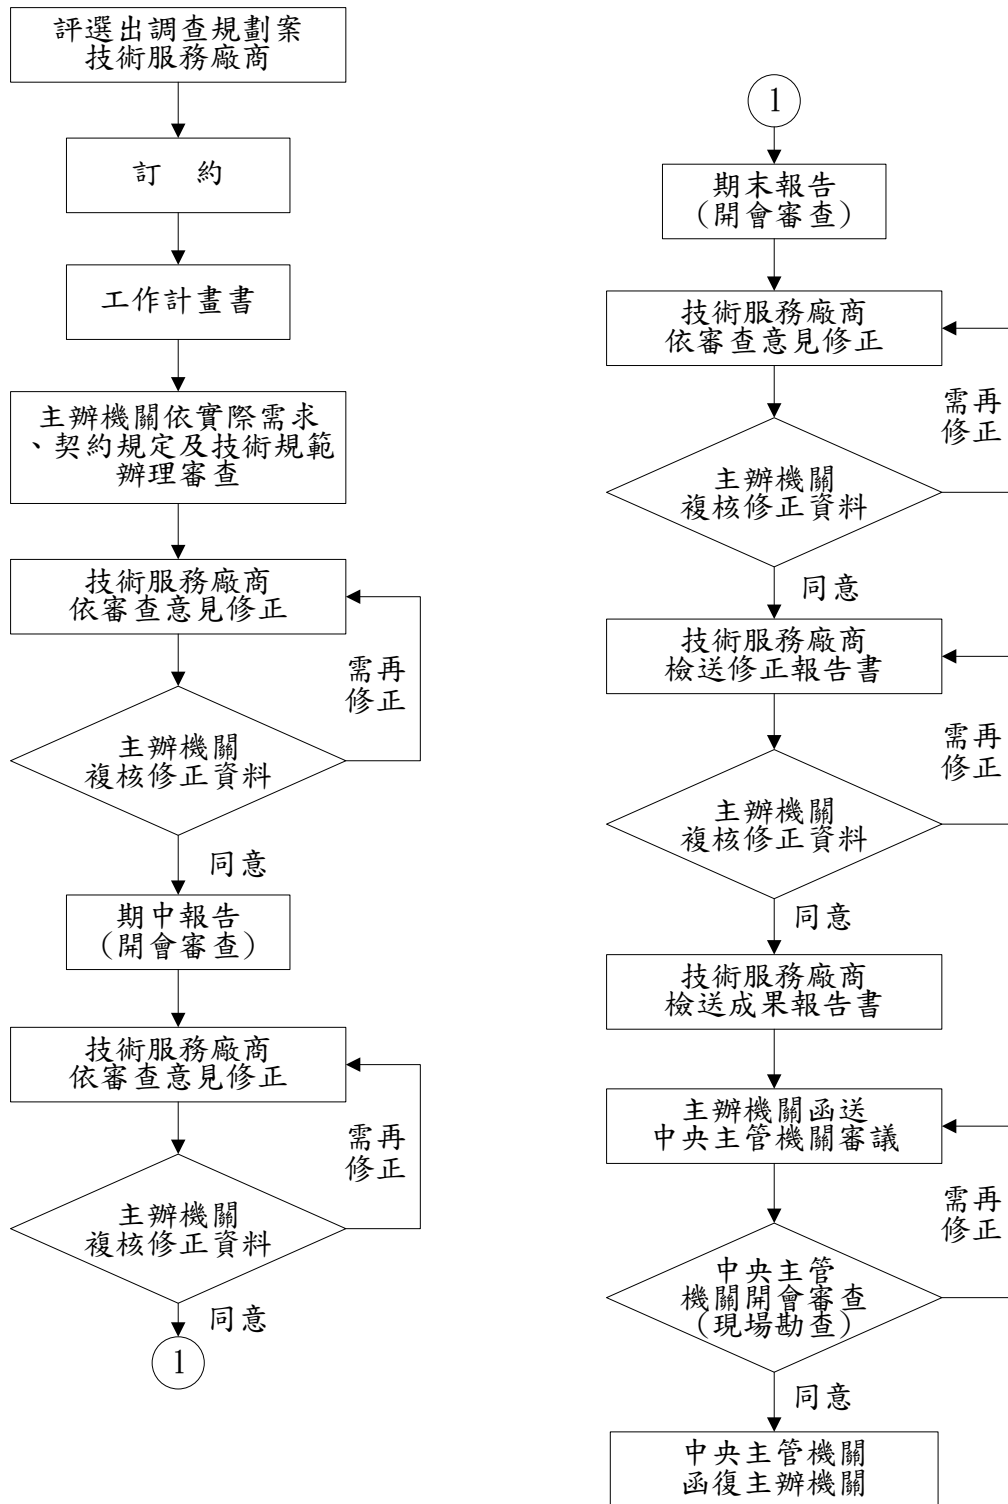 評選出調查規劃案
技術服務廠商
訂 約
工作計畫書
主辦機關依實際需求
、契約規定及技術規範
辦理審查
技術服務廠商
依審查意見修正
需再
修正
主辦機關
複核修正資料
同意
期中報告
(開會審查)
技術服務廠商
依審查意見修正
需再
修正
主辦機關
複核修正資料
同意
1
1
期末報告
(開會審查)
技術服務廠商
依審查意見修正
需再
修正
主辦機關
複核修正資料
同意
技術服務廠商
檢送修正報告書
需再
修正
主辦機關
複核修正資料
同意
技術服務廠商
檢送成果報告書
主辦機關函送
中央主管機關審議
需再
修正
中央主管
機關開會審查
(現場勘查)
同意
中央主管機關
函復主辦機關